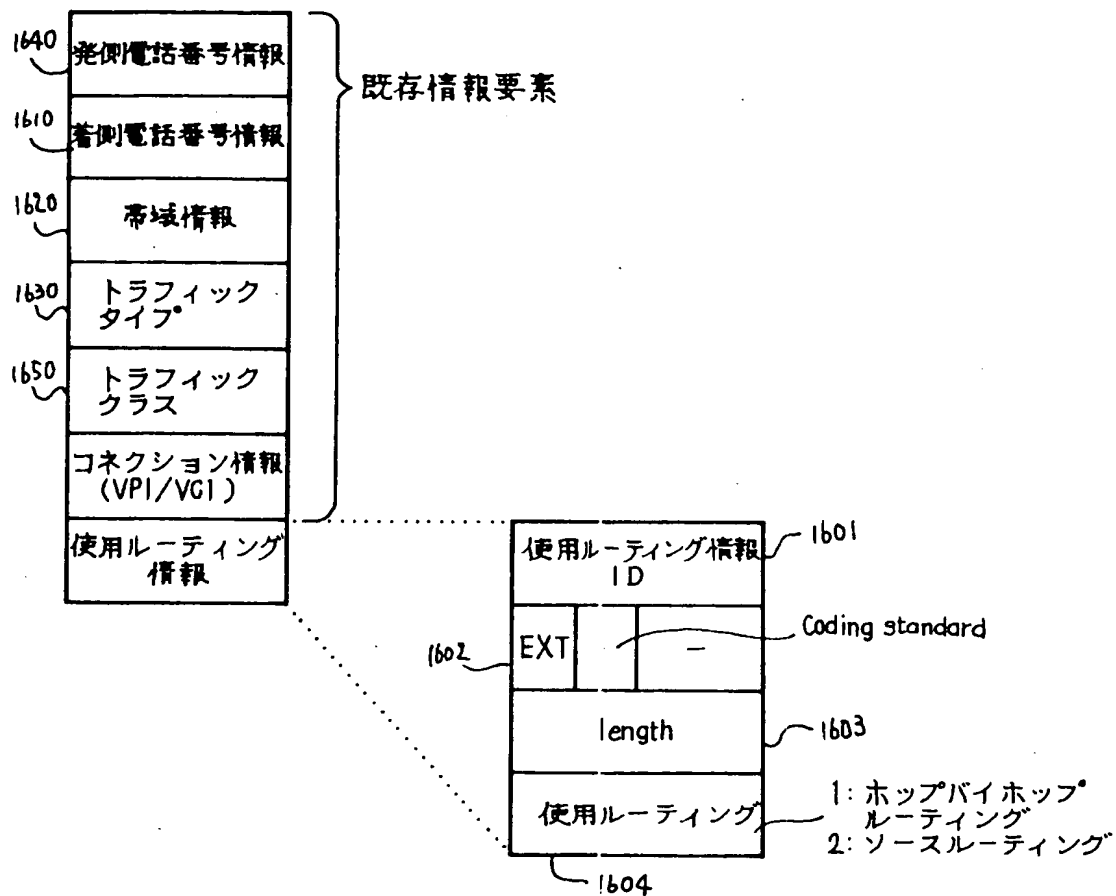 1640
発側電話番号情報
既存情報要素
1610
着側電話番号情報
1620
帯域情報
1630
トラフィック
タイプ
1650
トラフィック
クラス
コネクション情報
(VPI/VCI)
使用ルーティング
情報
使用ルーティング情報
ID
1601
1602
EXT
-
Coding standard
length
1603
使用ルーティング
1: ホップバイホップ
ルーティング
2: ソースルーティング
1604